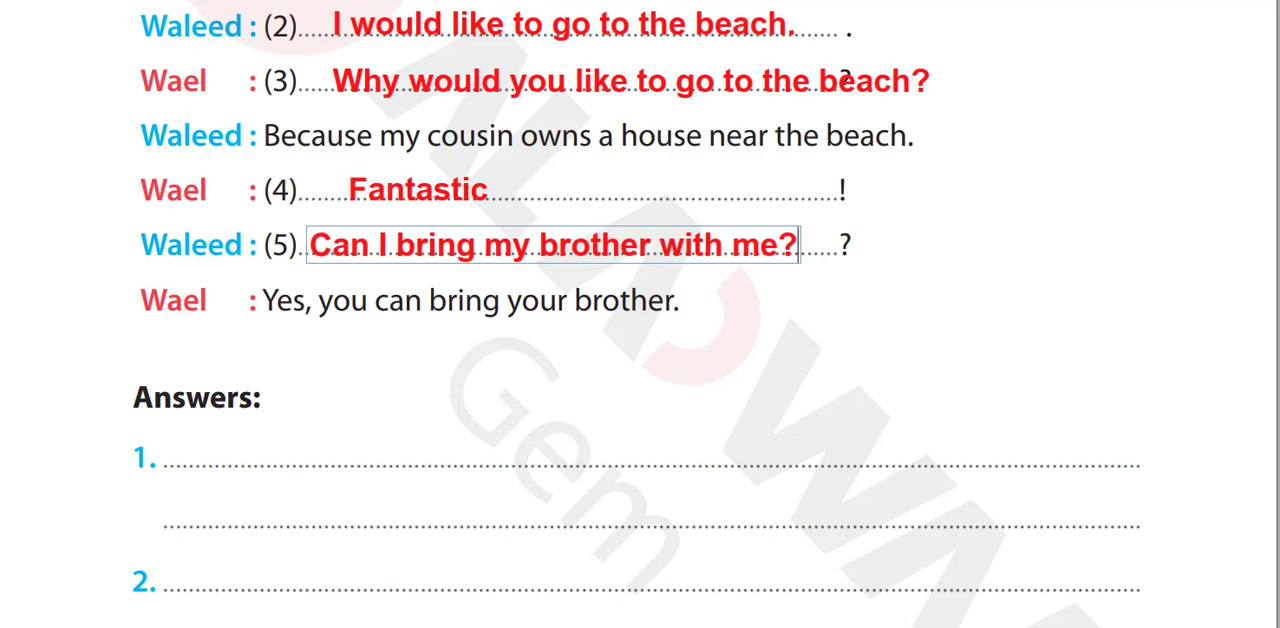 Waleed : (2)......I would like to go to the beach....... .
Wael : (3)......Why would you like to go to the beach?
Waleed : Because my cousin owns a house near the beach.
Wael : (4)......Fantastic......!
Waleed : (5)...Can I bring my brother with me?......?
Wael : Yes, you can bring your brother.
Answers:
1. ......
......
2. ......
ALADWAA
Gem